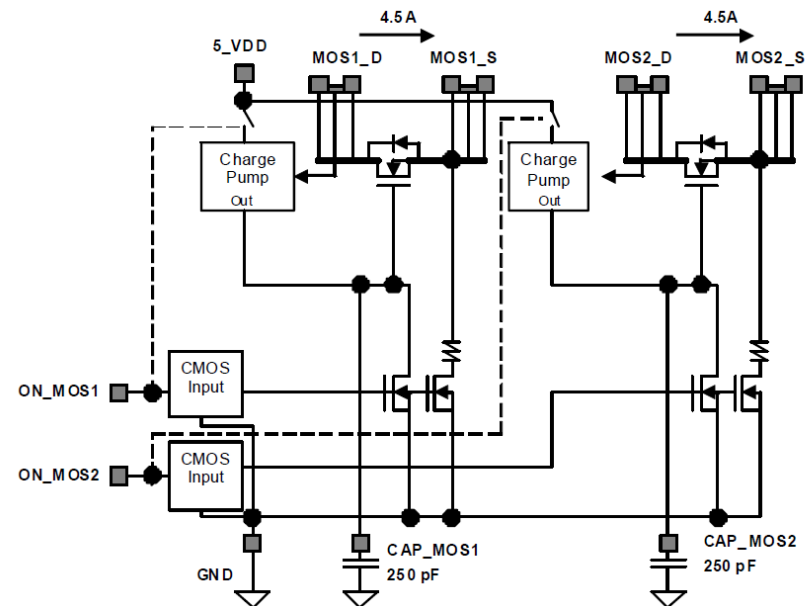 4.5A
4.5A
5_VDD
MOS1_D
MOS1_S
MOS2_D
MOS2_S
Charge
Pump
Out
Charge
Pump
Out
ON_MOS1
CMOS
Input
ON_MOS2
CMOS
Input
GND
CAP_MOS1
250 pF
CAP_MOS2
250 pF